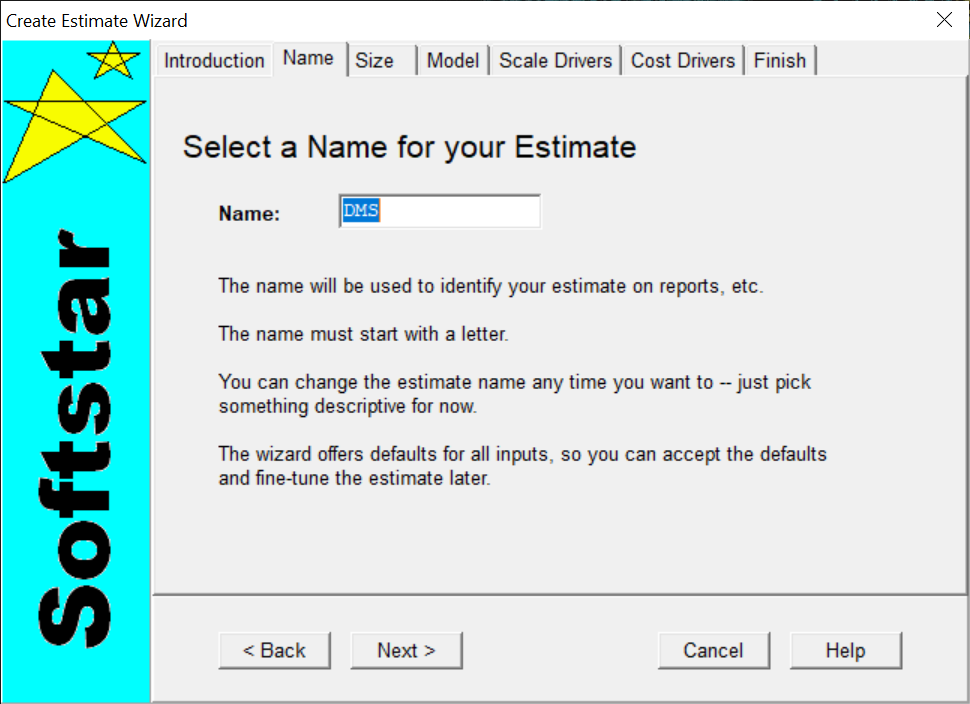 Create Estimate Wizard
Introduction
Name
Size
Model
Scale Drivers
Cost Drivers
Finish
Softstar
Select a Name for your Estimate
Name:
DMS
The name will be used to identify your estimate on reports, etc.
The name must start with a letter.
You can change the estimate name any time you want to -- just pick
something descriptive for now.
The wizard offers defaults for all inputs, so you can accept the defaults
and fine-tune the estimate later.
< Back
Next >
Cancel
Help